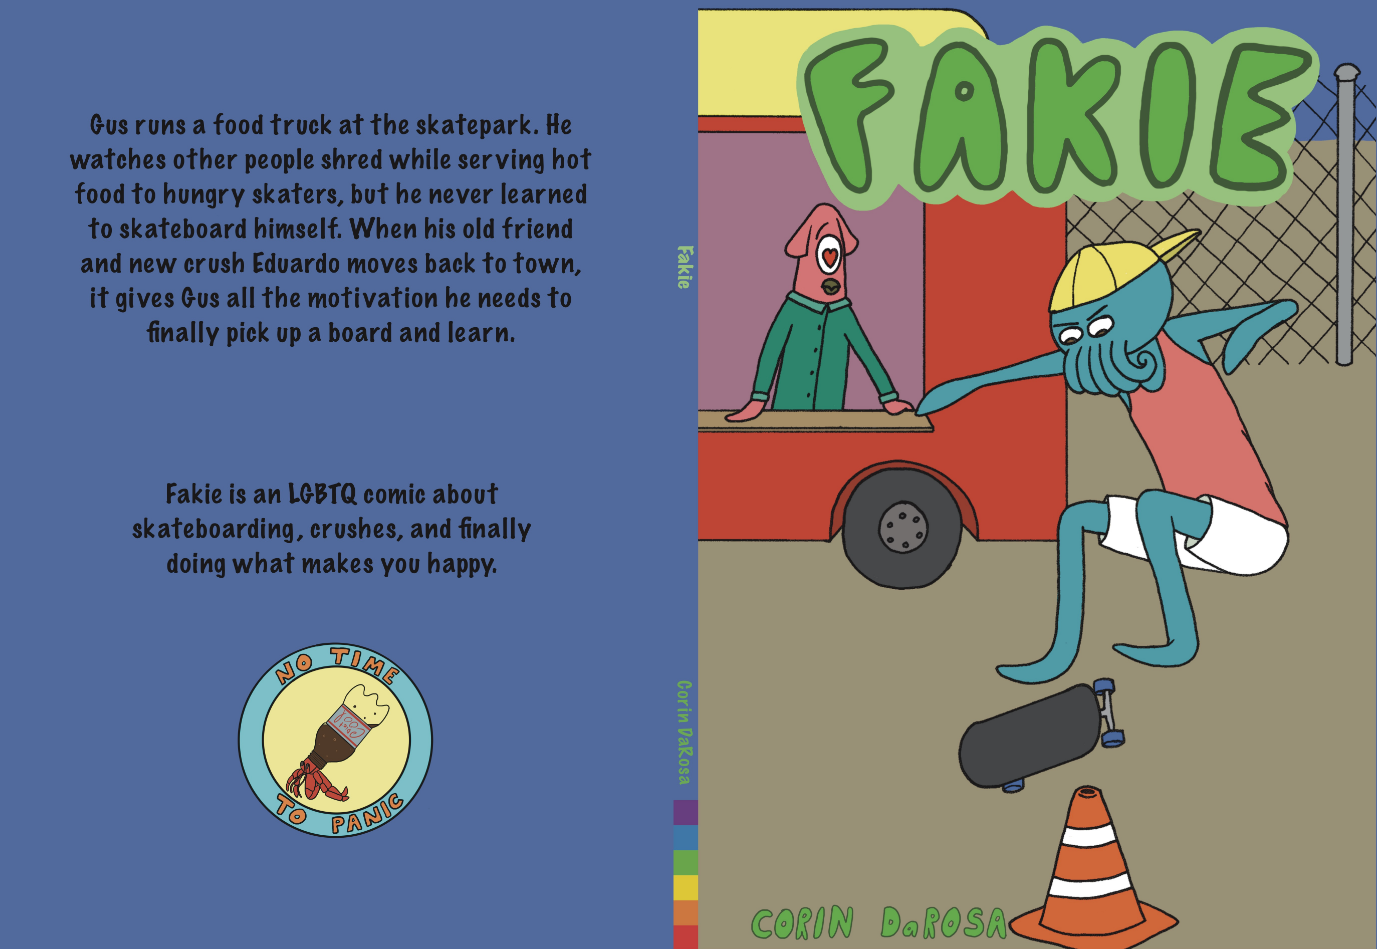 Gus runs a food truck at the skatepark. He
watches other people shred while serving hot
food to hungry skaters, but he never learned
to skateboard himself. When his old friend
and new crush Eduardo moves back to town,
it gives Gus all the motivation he needs to
finally pick up a board and learn.
Fakie is an LGBTQ comic about
skateboarding, crushes, and finally
doing what makes you happy.
NO TIME
TO PANIC
Fakie
Corin DaRosa
FAKIE
CORIN DaROSA